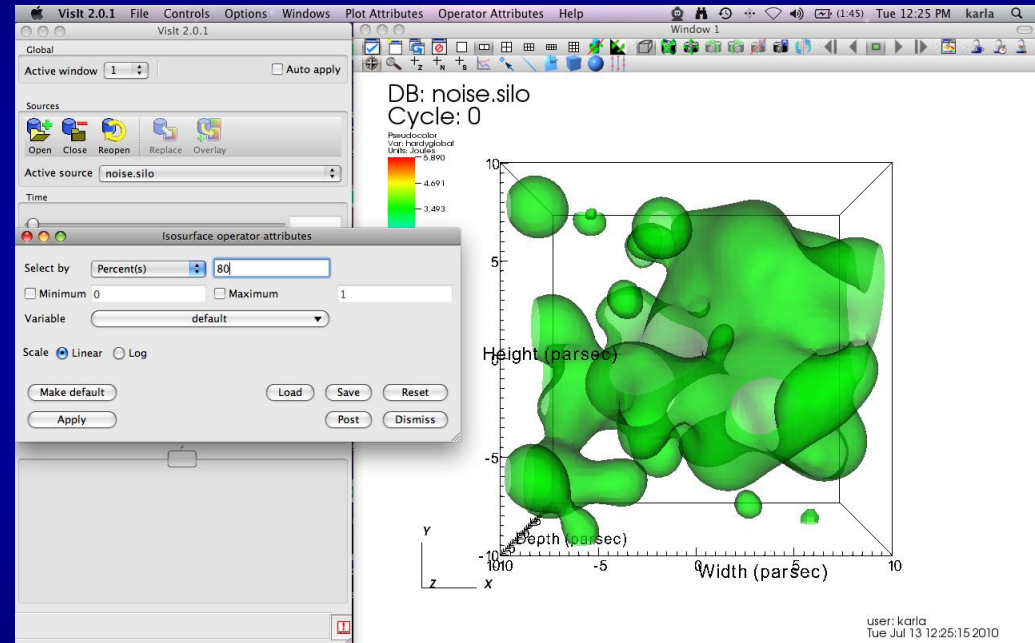 VisIt 2.0.1 File Controls Options Windows Plot Attributes Operator Attributes Help (1:45) Tue 12:25 PM karla
VisIt 2.0.1
Global
Active window 1 Auto apply
Sources
Open Close Reopen Replace Overlay
Active source noise.silo
Time
Isosurface operator attributes
Select by Percent(s) 80
Minimum 0 Maximum 1
Variable default
Scale Linear Log
Make default Load Save Reset
Apply Post Dismiss
Window 1
DB: noise.silo
Cycle: 0
Pseudocolor
Var: hardyglobal
Units: Joules
5.890
4.691
3.493
10
5
Height (parsec)
0
-5
-10
Depth (parsec)
-5
0
5
10
Width (parsec)
Y
Z X
user: karla
Tue Jul 13 12:25:15 2010